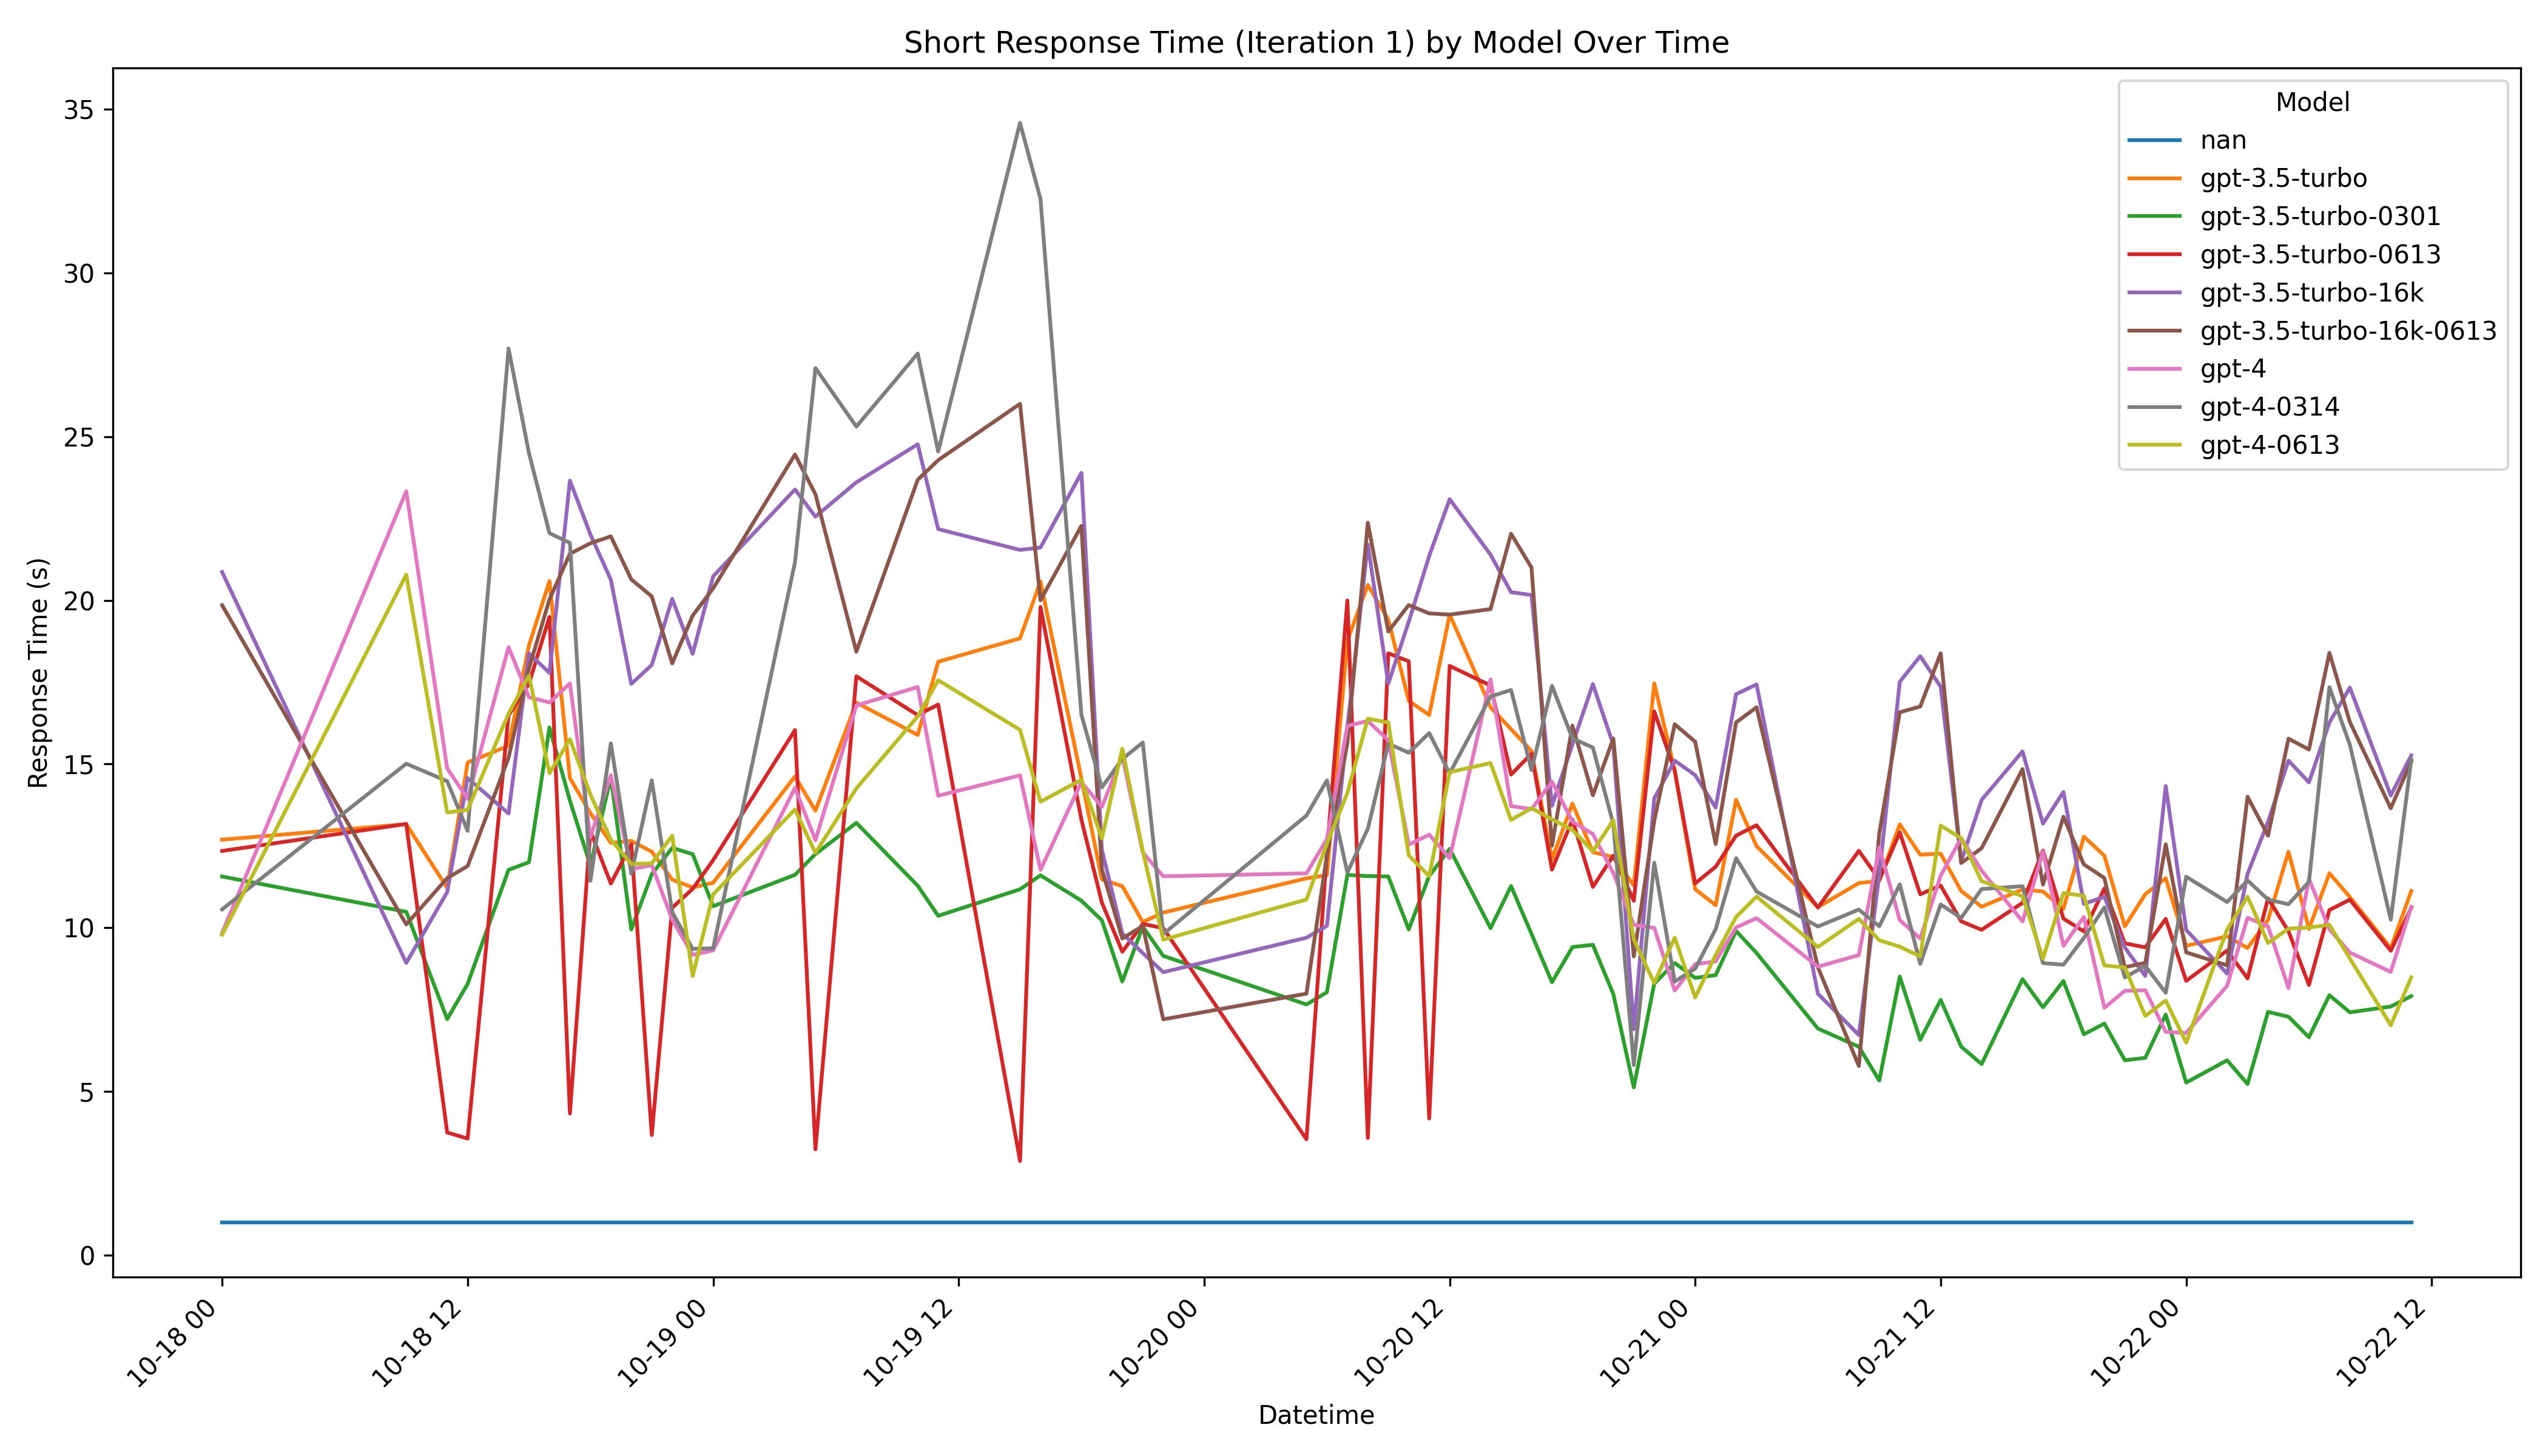 Short Response Time (Iteration 1) by Model Over Time
Model
nan
gpt-3.5-turbo
gpt-3.5-turbo-0301
gpt-3.5-turbo-0613
gpt-3.5-turbo-16k
gpt-3.5-turbo-16k-0613
gpt-4
gpt-4-0314
gpt-4-0613
Response Time (s)
35
30
25
20
15
10
5
0
10-18 00
10-18 12
10-19 00
10-19 12
10-20 00
10-20 12
10-21 00
10-21 12
10-22 00
10-22 12
Datetime